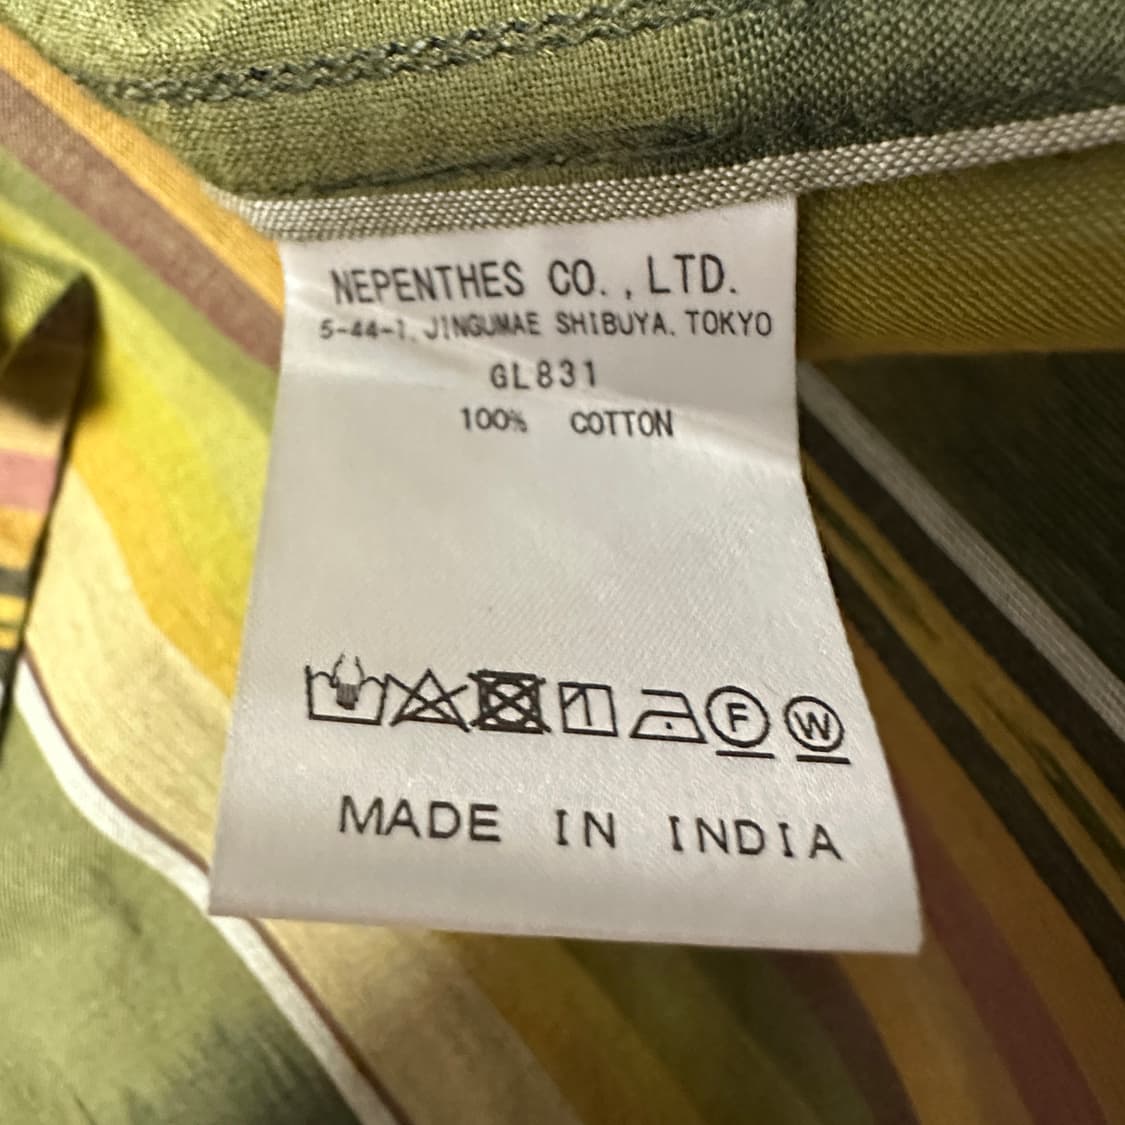 NEPENTHES CO.,LTD.
5-44-1, JINGUMAE SHIBUYA, TOKYO
GL831
100% COTTON
F W
MADE IN INDIA